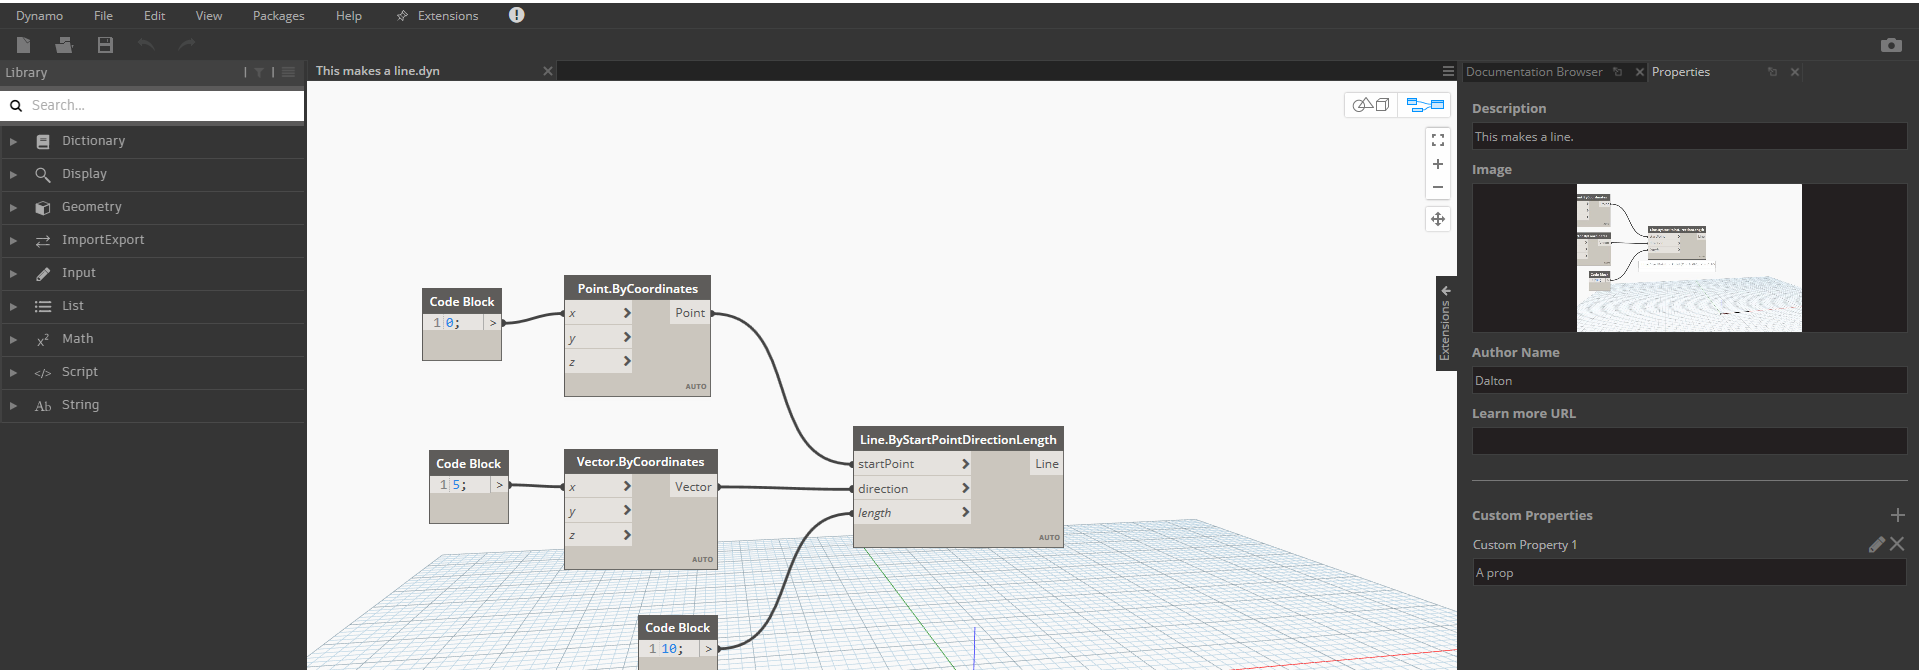 Dynamo File Edit View Packages Help Extensions
Library
This makes a line.dyn
Documentation Browser Properties
Search...
Dictionary
Display
Geometry
ImportExport
Input
List
x² Math
</> Script
Ab String
Code Block
1 0; >
Point.ByCoordinates
x > Point
y >
z >
AUTO
Code Block
1 5; >
Vector.ByCoordinates
x > Vector
y >
z >
AUTO
Line.ByStartPointDirectionLength
startPoint > Line
direction >
length >
AUTO
Code Block
1 10; >
Extensions
Description
This makes a line.
Image
Author Name
Dalton
Learn more URL
Custom Properties
Custom Property 1
A prop